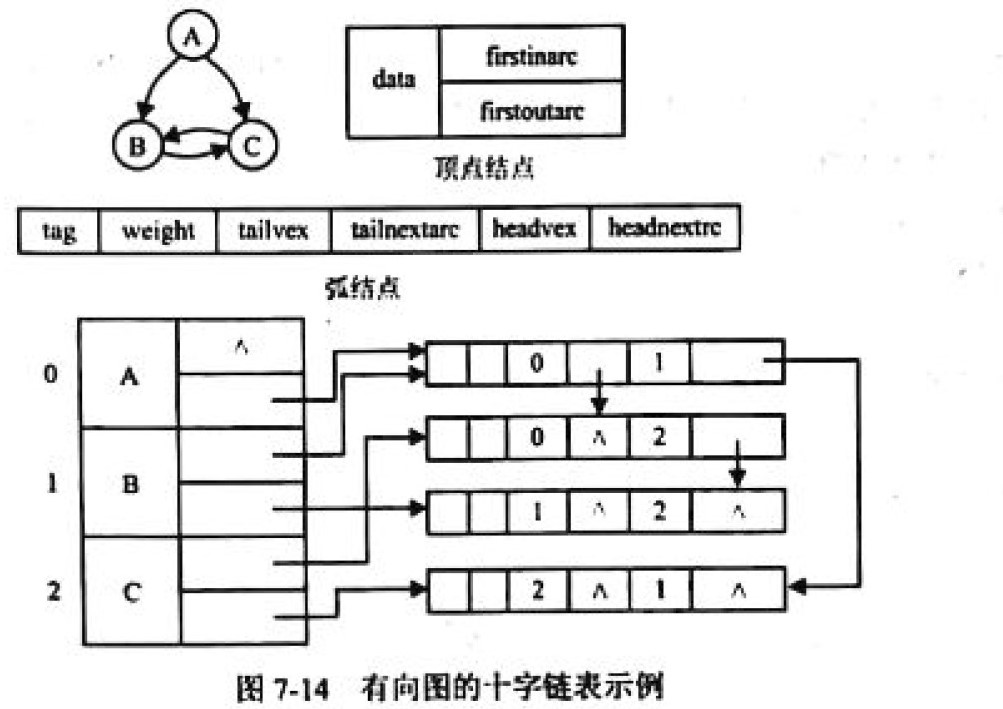 A
B
C
data
firstinarc
firstoutarc
顶点结点
tag weight tailvex tailnextarc headvex headnextrc
弧结点
0 A ∧
1 B
2 C
0 1
0 ∧ 2
1 ∧ 2 ∧
2 ∧ 1 ∧
图 7-14 有向图的十字链表示例